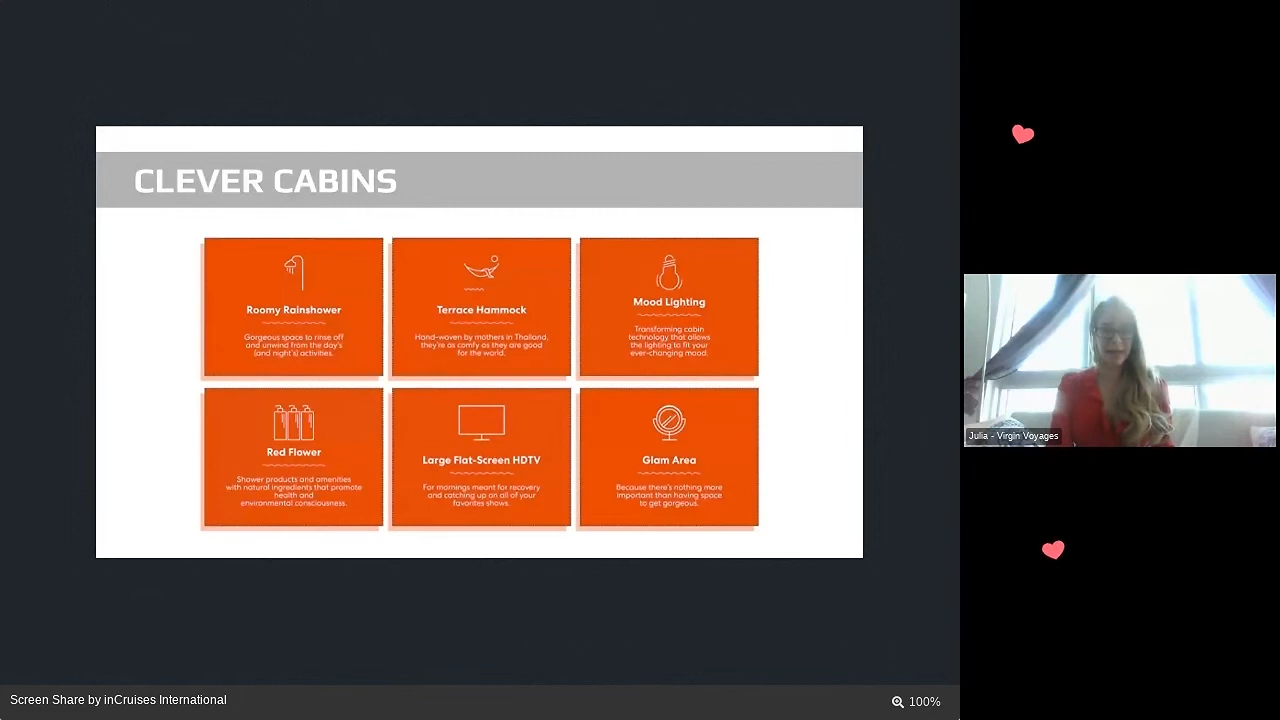 CLEVER CABINS
Roomy Rainshower
Gorgeous space to rinse off
and unwind from the day's
(and night's) activities.
Terrace Hammock
Hand-woven by mothers in Thailand,
they're as comfy as they are good
for the world.
Mood Lighting
Transforming cabin
technology that allows
the lighting to fit your
ever-changing mood.
Red Flower
Shower products and amenities
with natural ingredients that promote
health and
environmental consciousness.
Large Flat-Screen HDTV
For mornings meant for recovery
and catching up on all of your
favorites shows.
Glam Area
Because there's nothing more
important than having space
to get gorgeous.
Julia - Virgin Voyages
Screen Share by inCruises International
100%